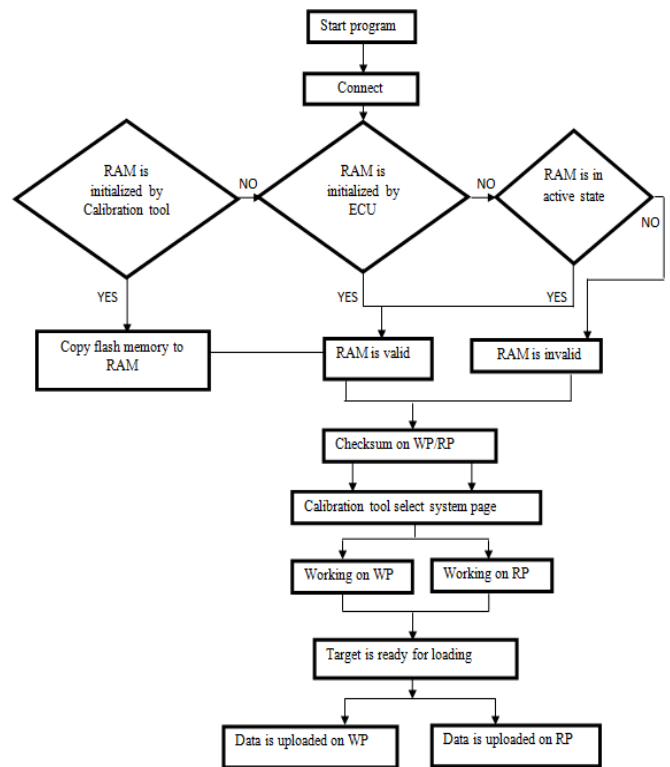 Start program
Connect
RAM is
initialized by
Calibration tool
NO
RAM is
initialized by
ECU
NO
RAM is in
active state
NO
YES
YES
YES
Copy flash memory to
RAM
RAM is valid
RAM is invalid
Checksum on WP/RP
Calibration tool select system page
Working on WP
Working on RP
Target is ready for loading
Data is uploaded on WP
Data is uploaded on RP